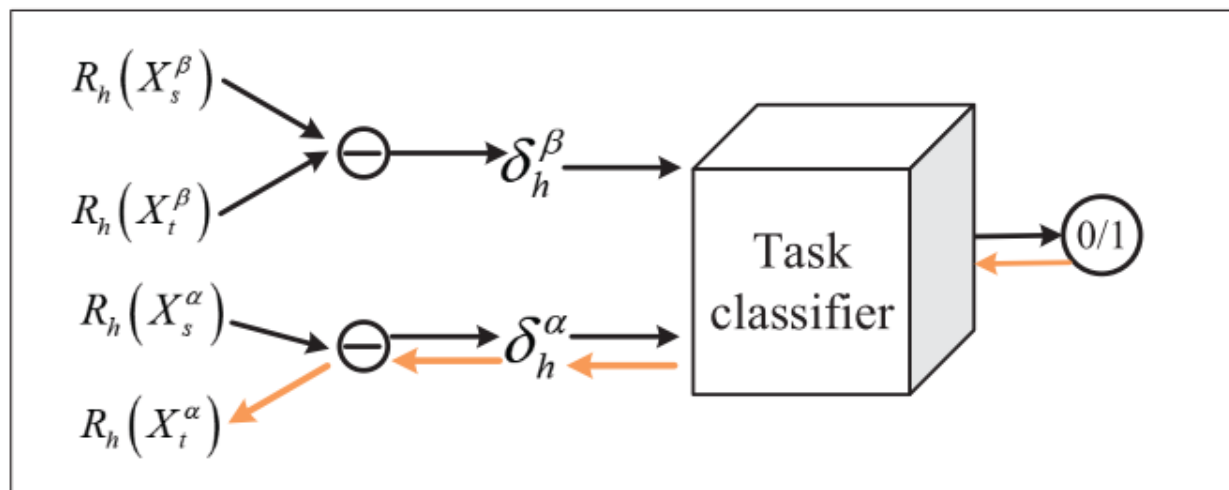 R_h(X_s^β)
R_h(X_t^β)
δ_h^β
R_h(X_s^α)
R_h(X_t^α)
δ_h^α
Task
classifier
0/1